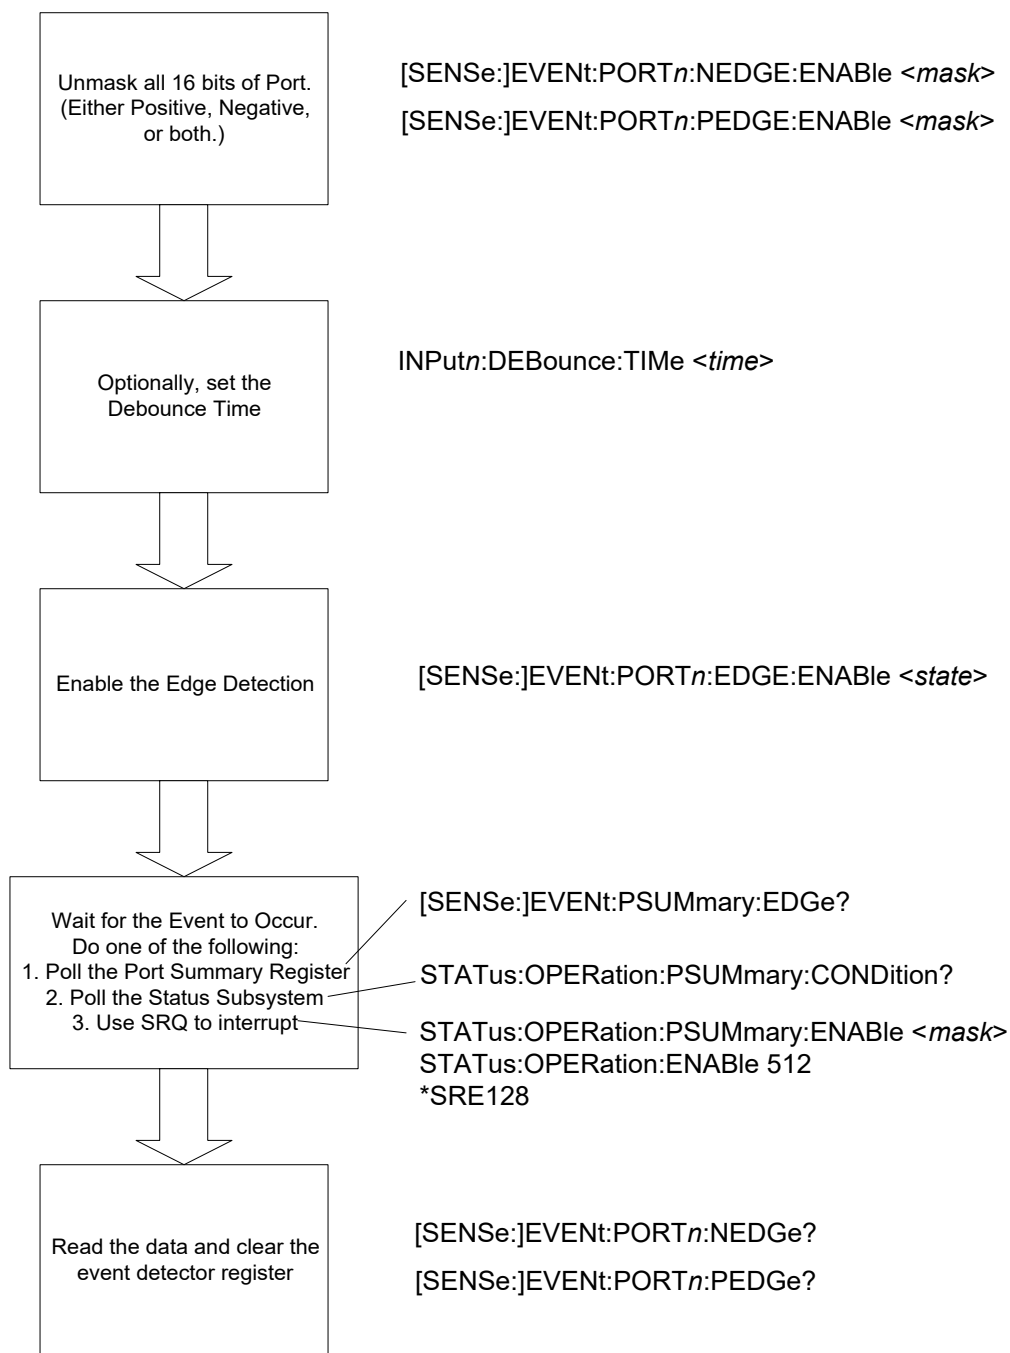 Unmask all 16 bits of Port.
(Either Positive, Negative,
or both.)
[SENSe:]EVENt:PORTn:NEDGE:ENABle <mask>
[SENSe:]EVENt:PORTn:PEDGE:ENABle <mask>
Optionally, set the
Debounce Time
INPutn:DEBounce:TIMe <time>
Enable the Edge Detection
[SENSe:]EVENt:PORTn:EDGE:ENABle <state>
Wait for the Event to Occur.
Do one of the following:
1. Poll the Port Summary Register
2. Poll the Status Subsystem
3. Use SRQ to interrupt
[SENSe:]EVENt:PSUMmary:EDGe?
STATus:OPERation:PSUMmary:CONDition?
STATus:OPERation:PSUMmary:ENABle <mask>
STATus:OPERation:ENABle 512
*SRE128
Read the data and clear the
event detector register
[SENSe:]EVENt:PORTn:NEDGe?
[SENSe:]EVENt:PORTn:PEDGe?